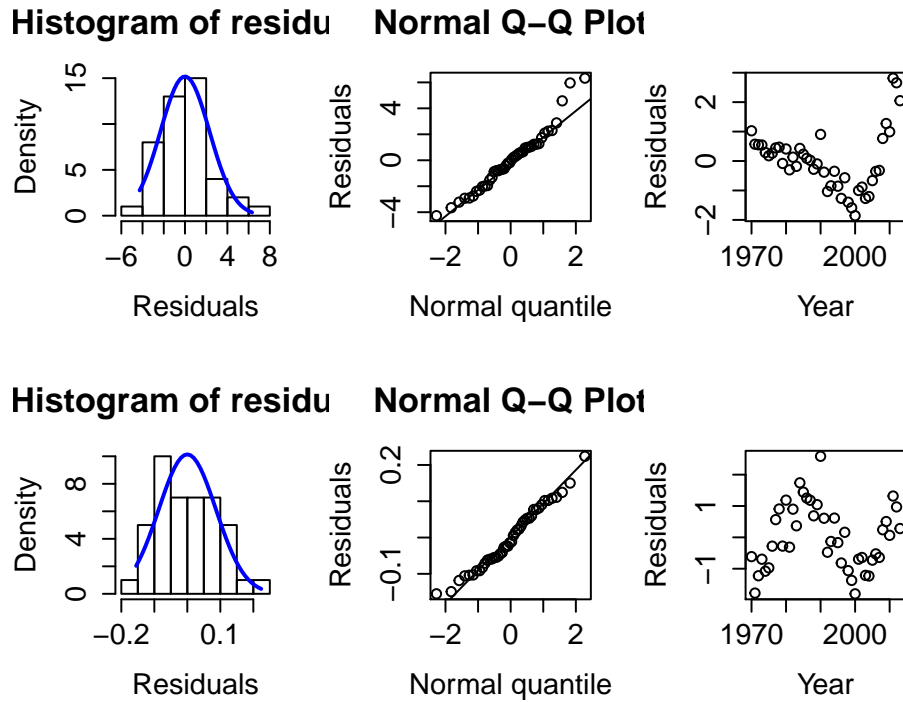 Histogram of residu
Normal Q−Q Plot
Density
0 5 15
−6 0 4 8
Residuals
Residuals
−4 0 4
−2 0 2
Normal quantile
Residuals
−2 0 2
1970 2000
Year
Histogram of residu
Normal Q−Q Plot
Density
0 4 8
−0.2 0.1
Residuals
Residuals
−0.1 0.2
−2 0 2
Normal quantile
Residuals
−1 1
1970 2000
Year